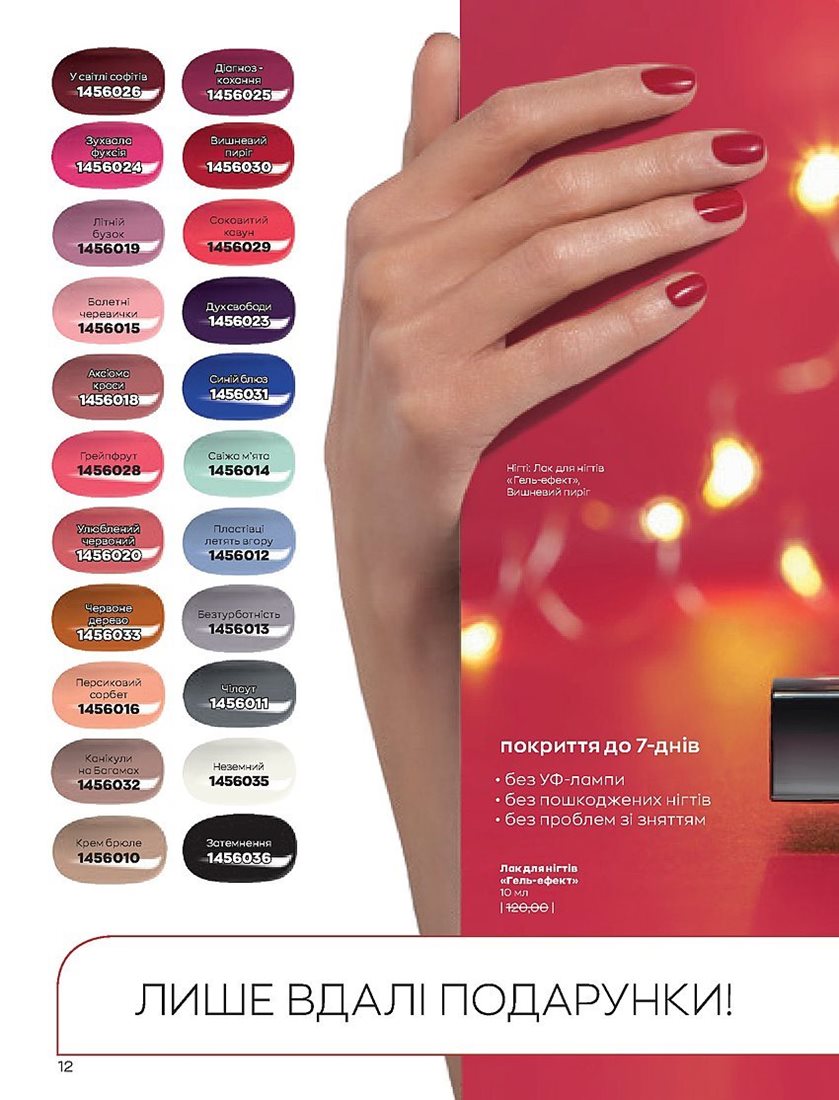 У світлі софітів
1456026
Діагноз -
кохання
1456025
Зухвала
фуксія
1456024
Вишневий
пиріг
1456030
Літній
бузок
1456019
Соковитий
кавун
1456029
Балетні
черевички
1456015
Дух свободи
1456023
Аксіома
краси
1456018
Синій блюз
1456031
Грейпфрут
1456028
Свіжа м'ята
1456014
Улюблений
червоний
1456020
Пластівці
летять вгору
1456012
Червоне
дерево
1456033
Безтурботність
1456013
Персиковий
сорбет
1456016
Чілаут
1456011
Канікули
на Багамах
1456032
Неземний
1456035
Крем брюле
1456010
Затемнення
1456036
Нігті: Лак для нігтів
«Гель-ефект»,
Вишневий пиріг
покриття до 7-днів
• без УФ-лампи
• без пошкоджених нігтів
• без проблем зі зняттям
Лак для нігтів
«Гель-ефект»
10 мл
| 120,00 |
ЛИШЕ ВДАЛІ ПОДАРУНКИ!
12